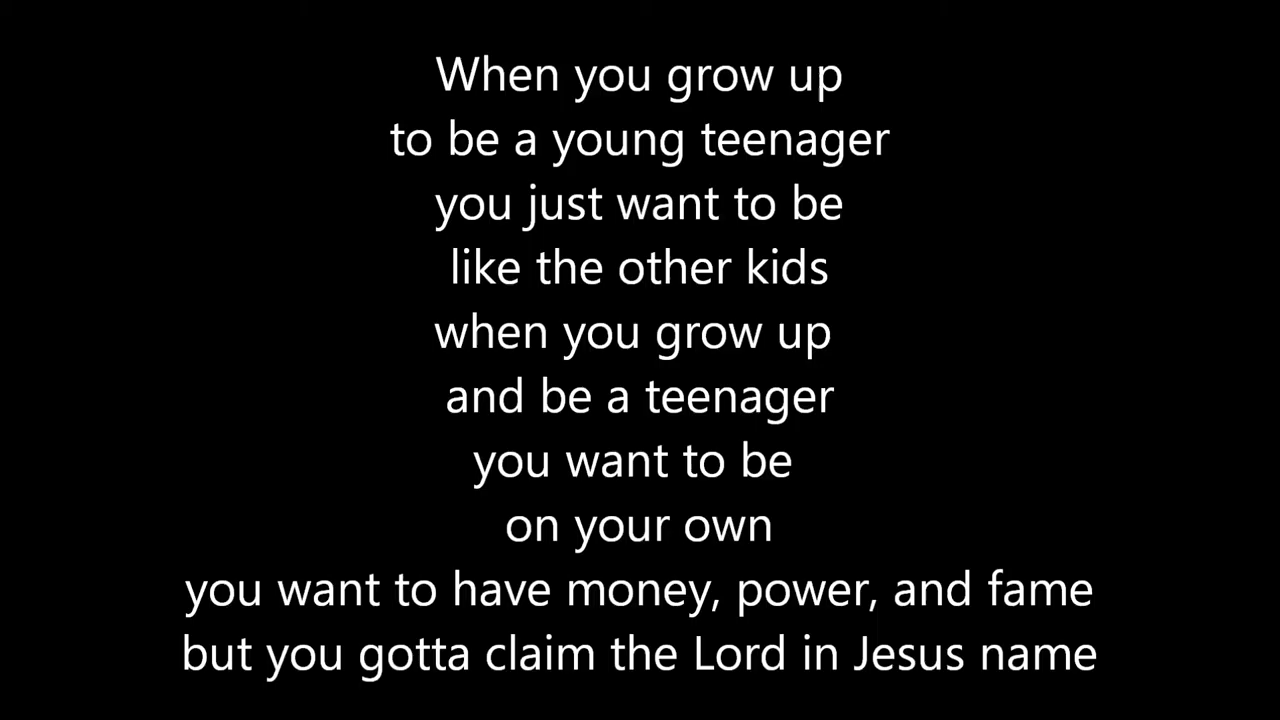 When you grow up
to be a young teenager
you just want to be
like the other kids
when you grow up
and be a teenager
you want to be
on your own
you want to have money, power, and fame
but you gotta claim the Lord in Jesus name